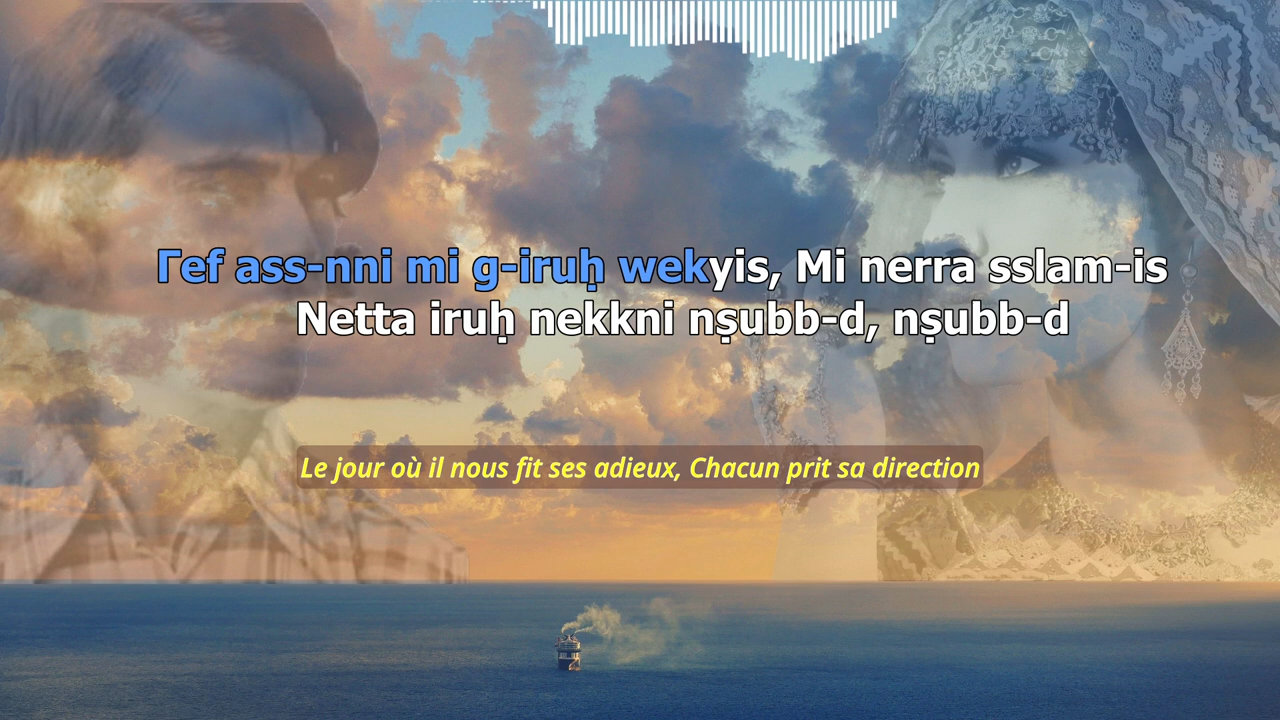 Γef ass-nni mi g-iruḥ wekyis, Mi nerra sslam-is
Netta iruḥ nekkni nṣubb-d, nṣubb-d
Le jour où il nous fit ses adieux, Chacun prit sa direction